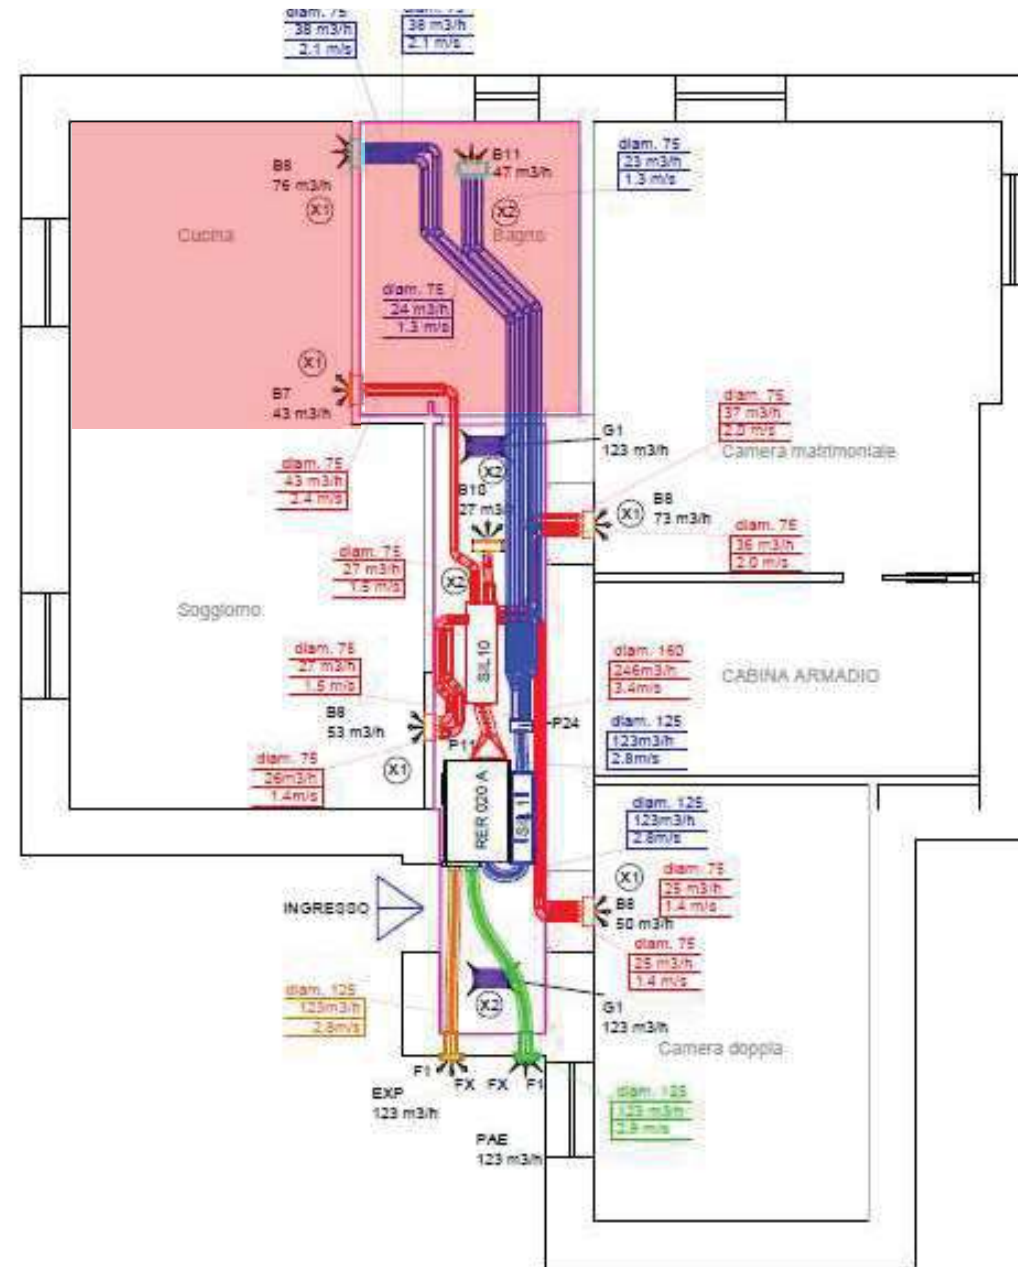 diam. 75
38 m3/h
2.1 m/s
diam. 75
38 m3/h
2.1 m/s
B8
76 m3/h
X1
Cucina
B11
47 m3/h
X2
Bagno
diam. 75
23 m3/h
1.3 m/s
diam. 75
24 m3/h
1.3 m/s
X1
B7
43 m3/h
diam. 75
43 m3/h
2.4 m/s
G1
123 m3/h
X2
B10
27 m3/h
diam. 75
37 m3/h
2.0 m/s
Camera matrimoniale
X1
B8
73 m3/h
diam. 75
36 m3/h
2.0 m/s
diam. 75
27 m3/h
1.5 m/s
X2
Soggiorno
SIL10
diam. 75
27 m3/h
1.5 m/s
B8
53 m3/h
P11
diam. 160
246m3/h
3.4m/s
CABINA ARMADIO
P24
diam. 125
123m3/h
2.8m/s
diam. 75
26m3/h
1.4m/s
X1
RER 020 A
SIL 11
diam. 125
123m3/h
2.8m/s
INGRESSO
X1
B8
50 m3/h
diam. 75
25 m3/h
1.4 m/s
diam. 75
25 m3/h
1.4 m/s
diam. 125
123m3/h
2.8m/s
X2
G1
123 m3/h
Camera doppia
F1
FX
FX
F1
EXP
123 m3/h
PAE
123 m3/h
diam. 125
123 m3/h
2.8 m/s